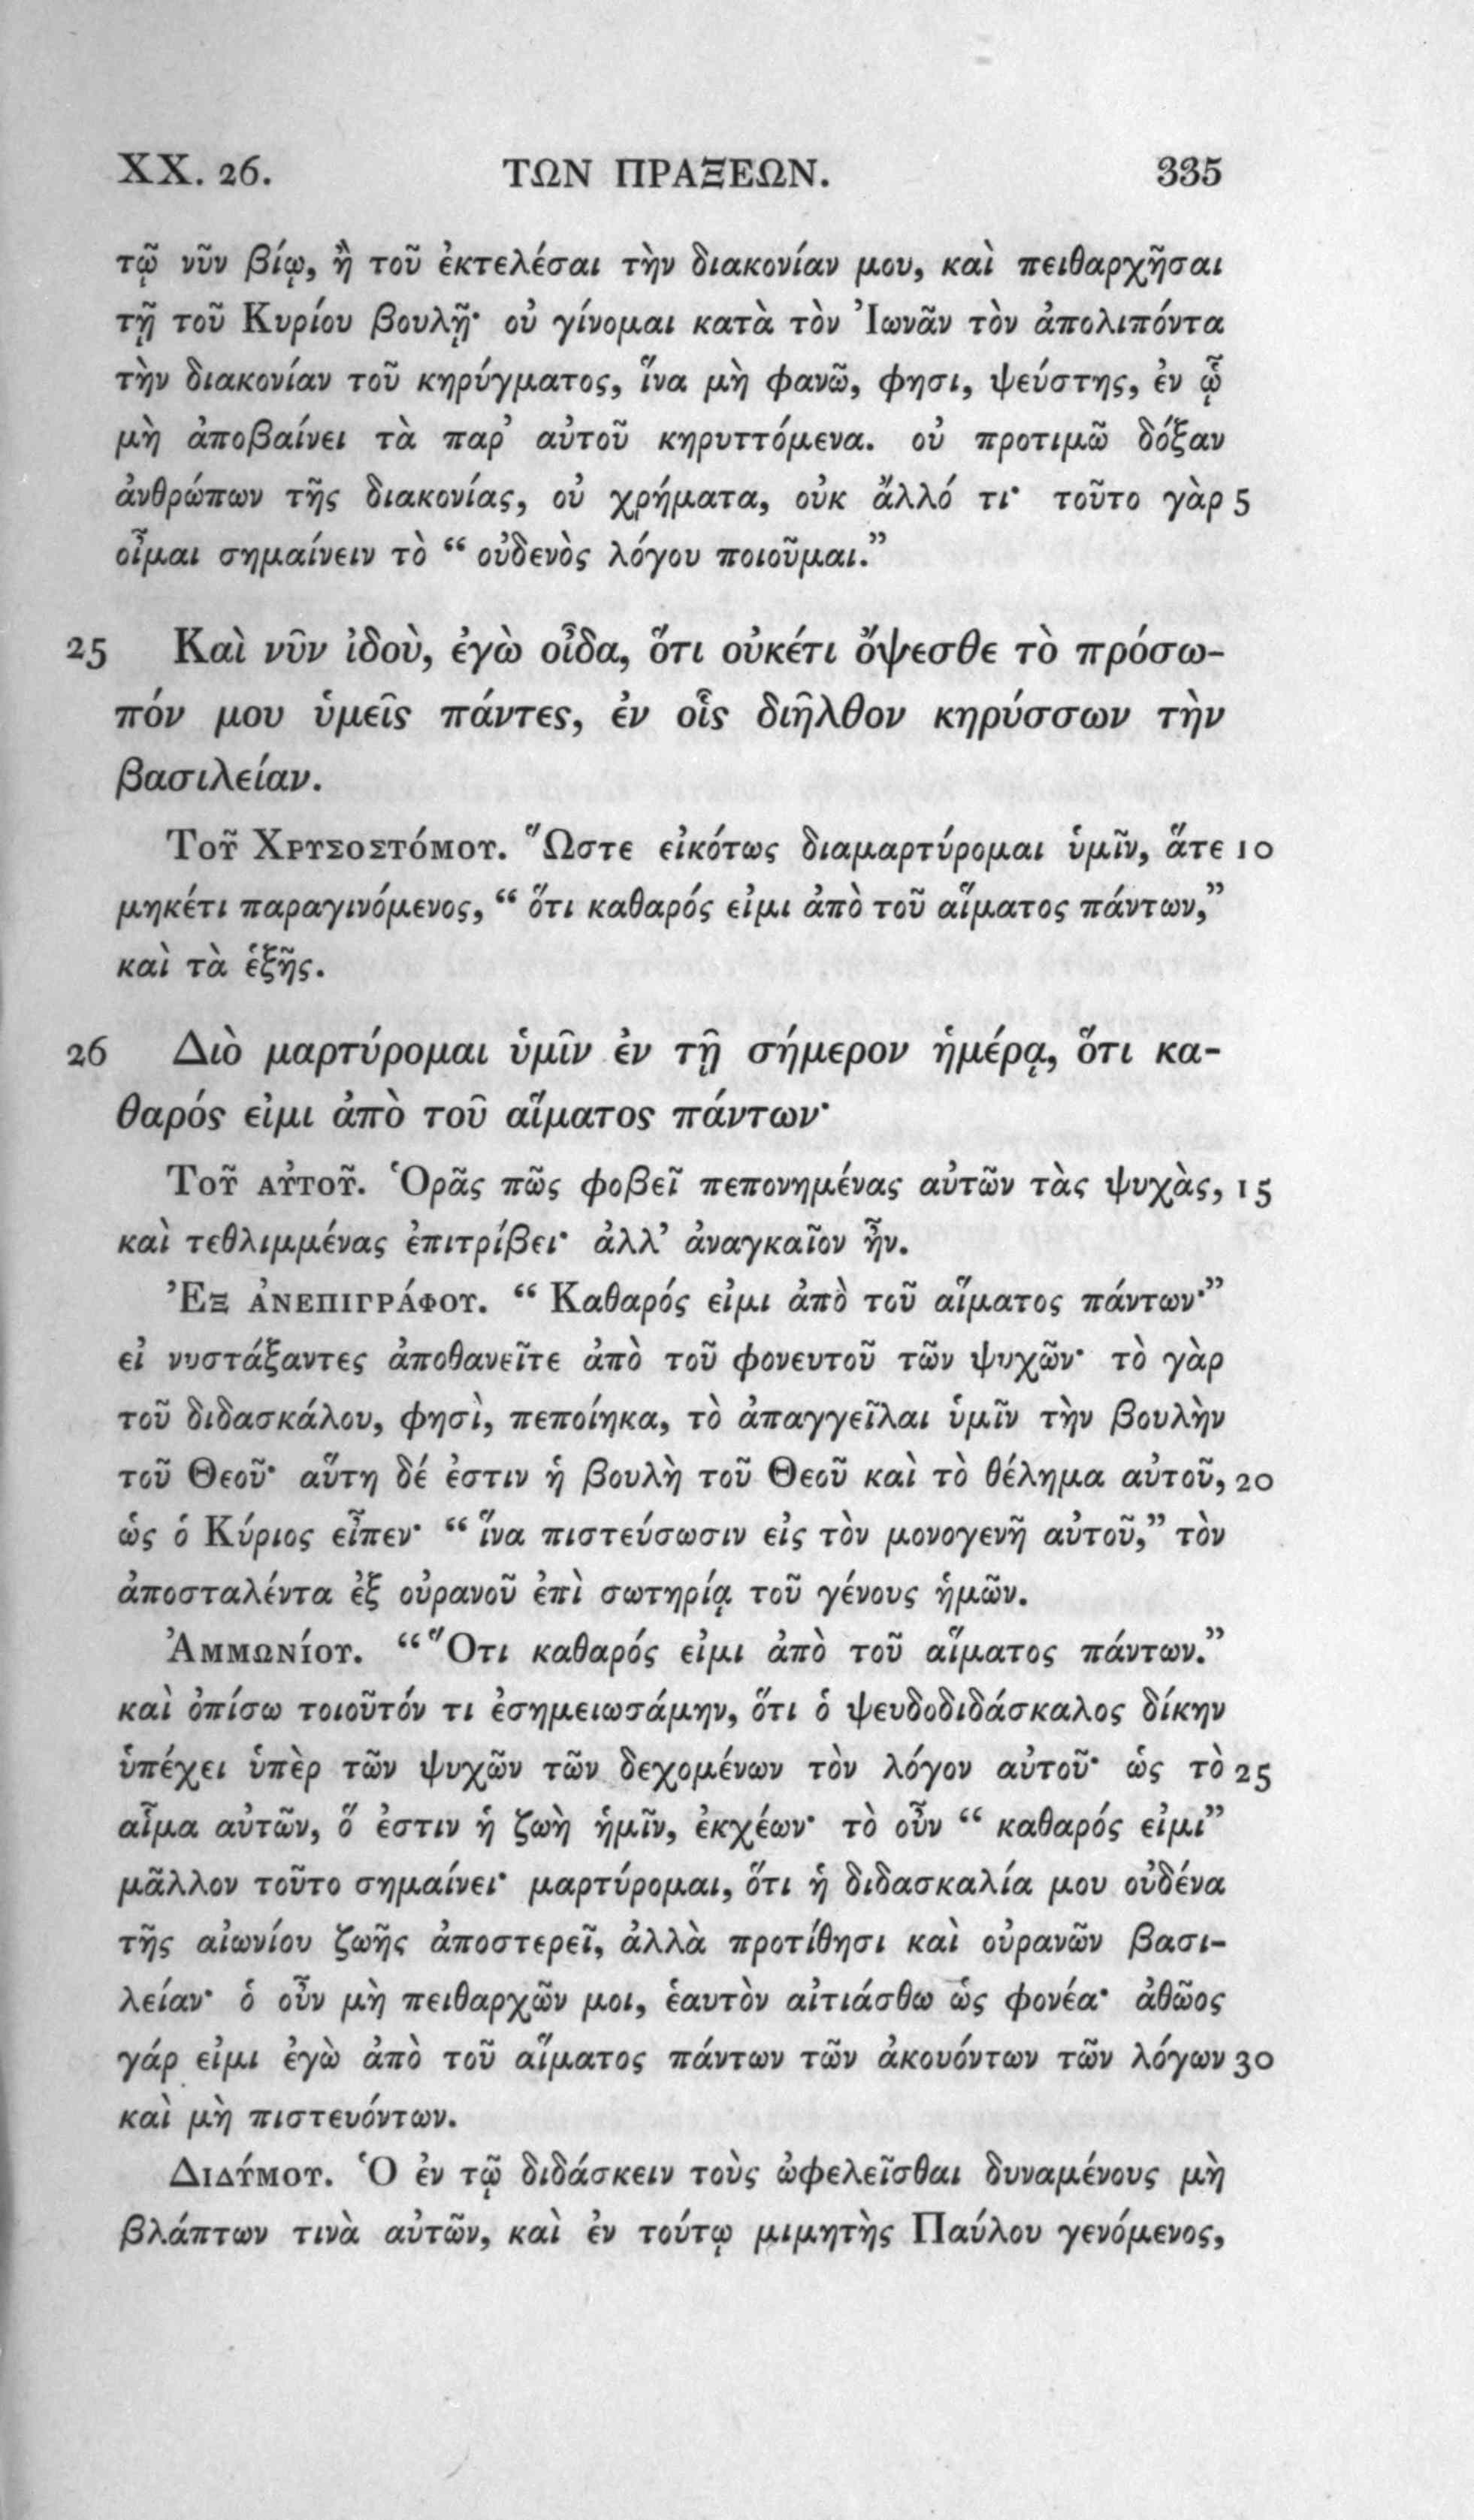 XX. 26. ΤΩΝ ΠΡΑΞΕΩΝ. 335
τῷ νῦν βίῳ, ἢ τοῦ ἐκτελέσαι τὴν διακονίαν μου, καὶ πειθαρχῆσαι
τῇ τοῦ Κυρίου βουλῇ· οὐ γίνομαι κατὰ τὸν Ἰωνᾶν τὸν ἀπολιπόντα
τὴν διακονίαν τοῦ κηρύγματος, ἵνα μὴ φανῶ, φησι, ψεύστης, ἐν ᾧ
μὴ ἀποβαίνει τὰ παρ’ αὐτοῦ κηρυττόμενα. οὐ προτιμῶ δόξαν
ἀνθρώπων τῆς διακονίας, οὐ χρήματα, οὐκ ἄλλό τι· τοῦτο γὰρ 5
οἶμαι σημαίνειν τὸ “ οὐδενὸς λόγου ποιοῦμαι.”
25 Καὶ νῦν ἰδοὺ, ἐγὼ οἶδα, ὅτι οὐκέτι ὄψεσθε τὸ πρόσω-
πόν μου ὑμεῖς πάντες, ἐν οἷς διῆλθον κηρύσσων τὴν
βασιλείαν.
Τοῦ Χρυσοστόμου. Ὥστε εἰκότως διαμαρτύρομαι ὑμῖν, ἅτε 10
μηκέτι παραγινόμενος, “ ὅτι καθαρός εἰμι ἀπὸ τοῦ αἵματος πάντων,”
καὶ τὰ ἑξῆς.
26 Διὸ μαρτύρομαι ὑμῖν ἐν τῇ σήμερον ἡμέρᾳ, ὅτι κα-
θαρός εἰμι ἀπὸ τοῦ αἵματος πάντων·
Τοῦ αὐτοῦ. Ὁρᾶς πῶς φοβεῖ πεπονημένας αὐτῶν τὰς ψυχὰς, 15
καὶ τεθλιμμένας ἐπιτρίβει· ἀλλ’ ἀναγκαῖον ἦν.
Ἐξ ἀνεπιγράφου. “ Καθαρός εἰμι ἀπὸ τοῦ αἵματος πάντων·”
εἰ νυστάξαντες ἀποθανεῖτε ἀπὸ τοῦ φονευτοῦ τῶν ψυχῶν· τὸ γὰρ
τοῦ διδασκάλου, φησὶ, πεποίηκα, τὸ ἀπαγγεῖλαι ὑμῖν τὴν βουλὴν
τοῦ Θεοῦ· αὕτη δέ ἐστιν ἡ βουλὴ τοῦ Θεοῦ καὶ τὸ θέλημα αὐτοῦ, 20
ὡς ὁ Κύριος εἶπεν· “ ἵνα πιστεύσωσιν εἰς τὸν μονογενῆ αὐτοῦ,” τὸν
ἀποσταλέντα ἐξ οὐρανοῦ ἐπὶ σωτηρίᾳ τοῦ γένους ἡμῶν.
Ἀμμωνίου. “ Ὅτι καθαρός εἰμι ἀπὸ τοῦ αἵματος πάντων.”
καὶ ὀπίσω τοιοῦτόν τι ἐσημειωσάμην, ὅτι ὁ ψευδοδιδάσκαλος δίκην
ὑπέχει ὑπὲρ τῶν ψυχῶν τῶν δεχομένων τὸν λόγον αὐτοῦ· ὡς τὸ 25
αἷμα αὐτῶν, ὅ ἐστιν ἡ ζωὴ ἡμῖν, ἐκχέων· τὸ οὖν “ καθαρός εἰμι”
μᾶλλον τοῦτο σημαίνει· μαρτύρομαι, ὅτι ἡ διδασκαλία μου οὐδένα
τῆς αἰωνίου ζωῆς ἀποστερεῖ, ἀλλὰ προτίθησι καὶ οὐρανῶν βασι-
λείαν· ὁ οὖν μὴ πειθαρχῶν μοι, ἑαυτὸν αἰτιάσθω ὡς φονέα· ἀθῶος
γάρ εἰμι ἐγὼ ἀπὸ τοῦ αἵματος πάντων τῶν ἀκουόντων τῶν λόγων 30
καὶ μὴ πιστευόντων.
Διδύμου. Ὁ ἐν τῷ διδάσκειν τοὺς ὠφελεῖσθαι δυναμένους μὴ
βλάπτων τινὰ αὐτῶν, καὶ ἐν τούτῳ μιμητὴς Παύλου γενόμενος,